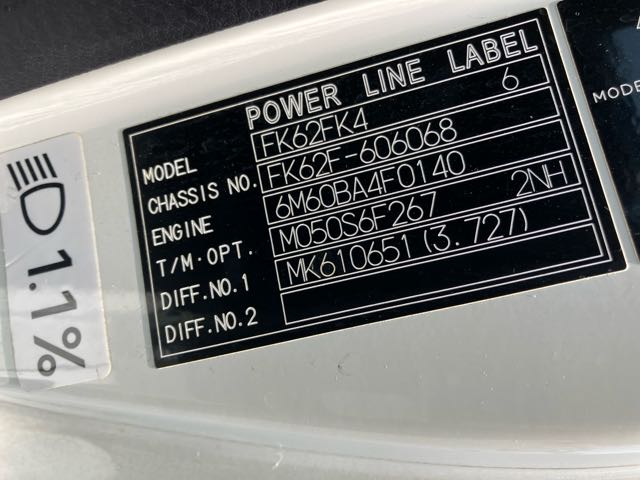 POWER LINE LABEL
MODEL FK62FK4 6
CHASSIS NO. FK62F-606068
ENGINE 6M60BA4F0140
T/M·OPT. M050S6F267 2NH
DIFF.NO.1 MK610651(3.727)
DIFF.NO.2
1.1%